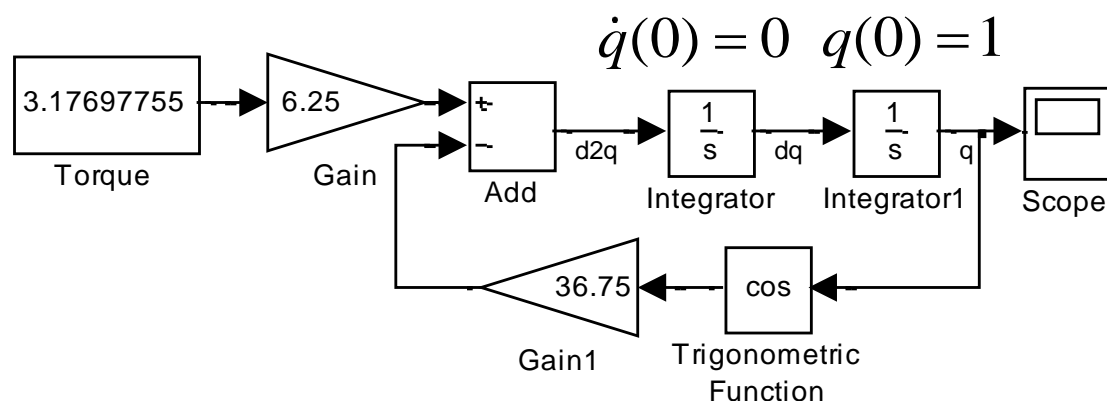 q̇(0) = 0 q(0) = 1
3.17697755
6.25
+
−
1
s
1
s
d2q
dq
q
Torque
Gain
Add
Integrator
Integrator1
Scope
36.75
cos
Gain1
Trigonometric
Function